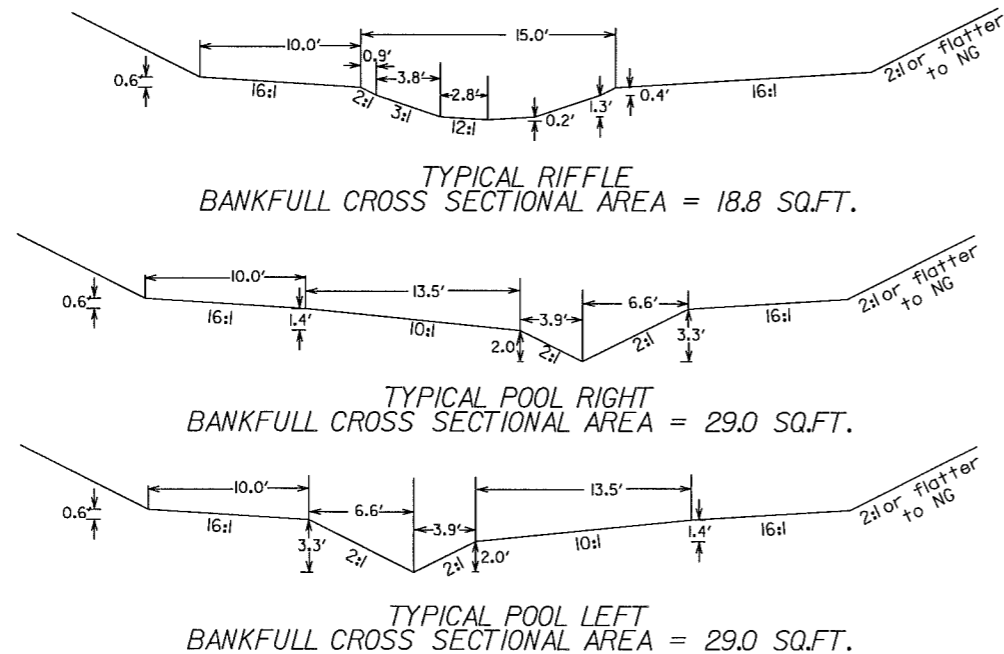 10.0' 15.0'
0.9'
3.8'
2.8'
0.6' 16:1 2:1 3:1 12:1 0.2' 1.3' 0.4' 16:1 2:1 or flatter
to NG
TYPICAL RIFFLE
BANKFULL CROSS SECTIONAL AREA = 18.8 SQ.FT.
10.0' 13.5' 6.6'
3.9'
0.6' 16:1 1.4' 10:1 2.0' 2:1 2:1 3.3' 16:1 2:1 or flatter
to NG
TYPICAL POOL RIGHT
BANKFULL CROSS SECTIONAL AREA = 29.0 SQ.FT.
10.0' 6.6' 13.5'
3.9'
0.6' 16:1 3.3' 2:1 2:1 2.0' 10:1 1.4' 16:1 2:1 or flatter
to NG
TYPICAL POOL LEFT
BANKFULL CROSS SECTIONAL AREA = 29.0 SQ.FT.